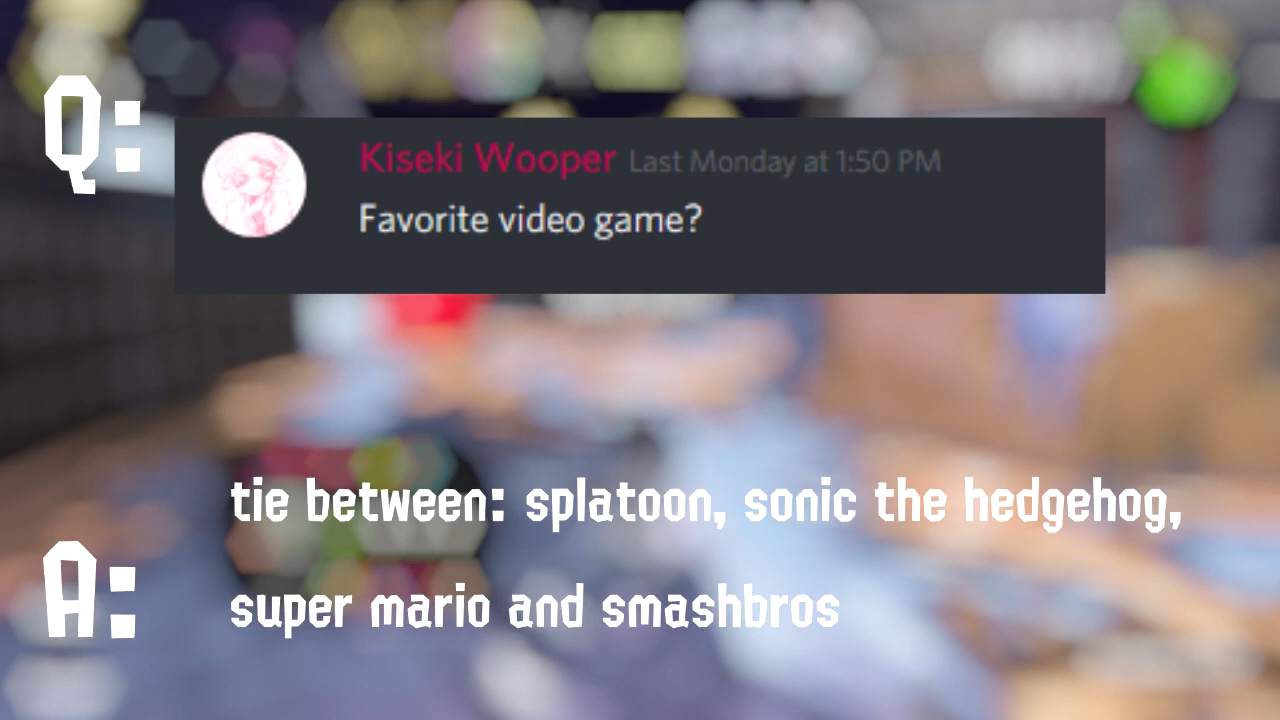 Q:
Kiseki Wooper Last Monday at 1:50 PM
Favorite video game?
A:
tie between: splatoon, sonic the hedgehog,
super mario and smashbros